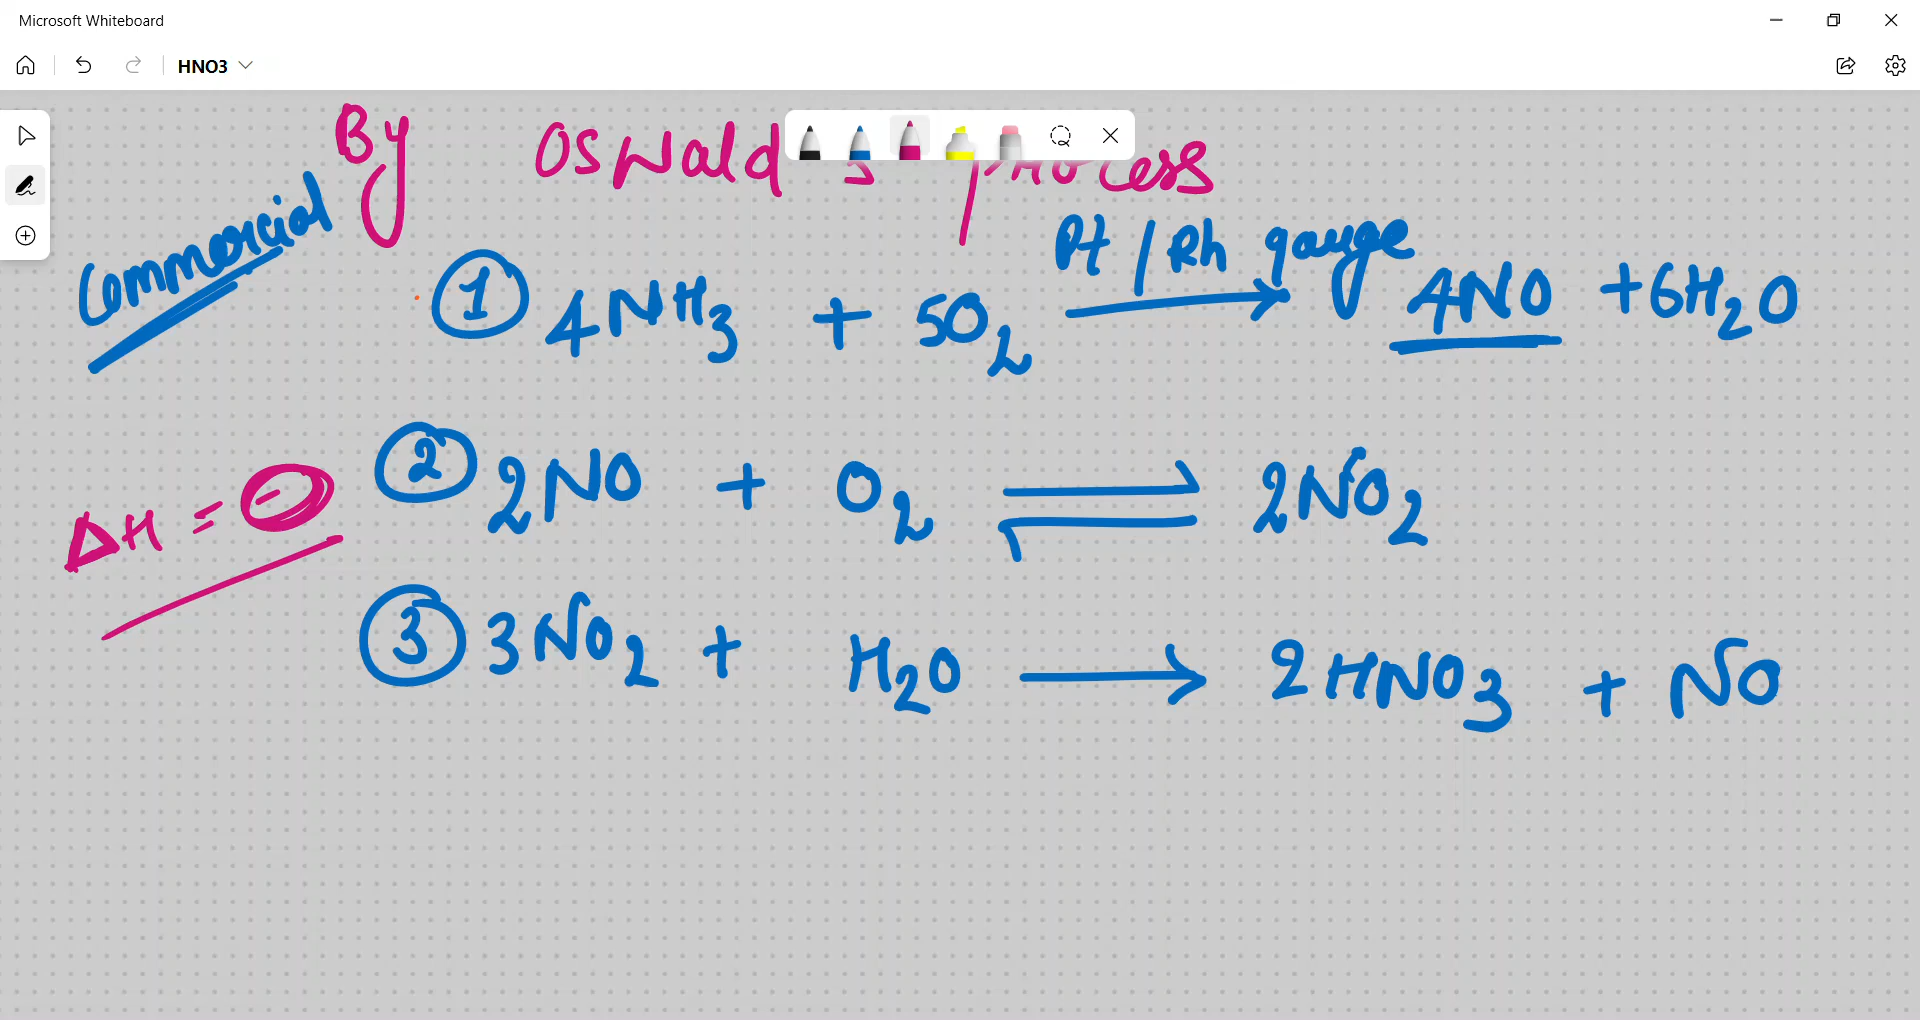 Microsoft Whiteboard
HNO3
By Oswald's process
Commercial
Pt / Rh gauge
① 4NH₃ + 5O₂ → 4NO + 6H₂O
② 2NO + O₂ ⇌ 2NO₂
ΔH = -
③ 3NO₂ + H₂O → 2HNO₃ + NO